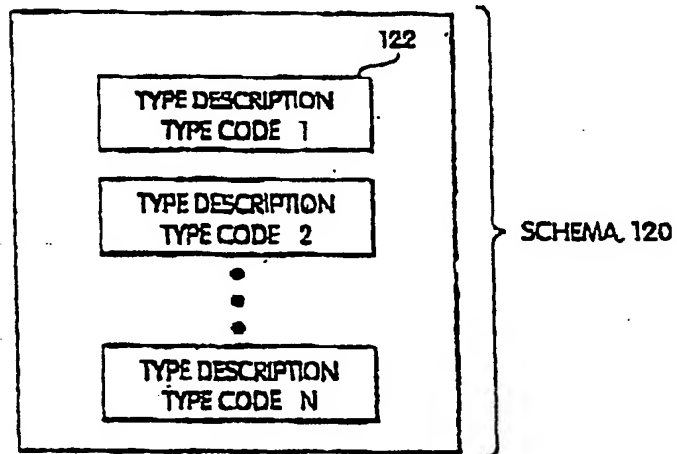 122
TYPE DESCRIPTION
TYPE CODE 1
TYPE DESCRIPTION
TYPE CODE 2
SCHEMA 120
TYPE DESCRIPTION
TYPE CODE N